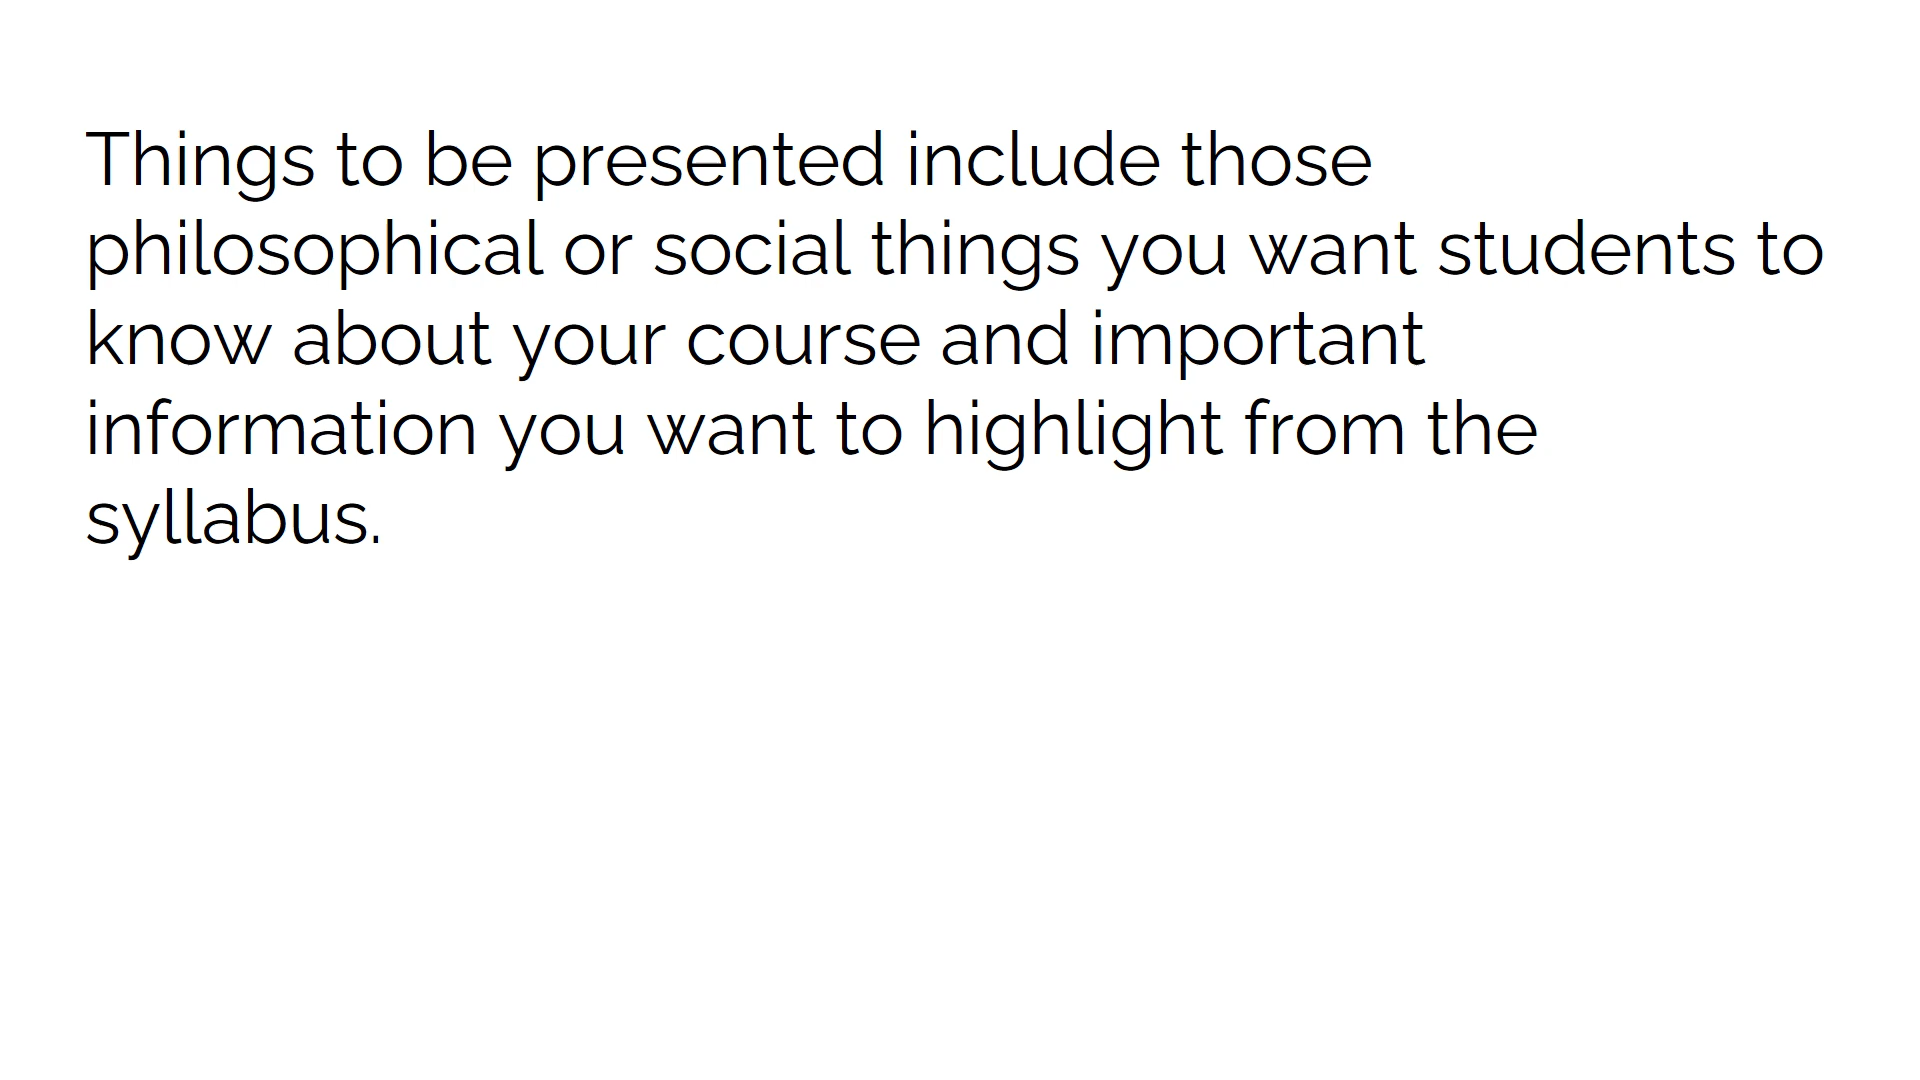 Things to be presented include those
philosophical or social things you want students to
know about your course and important
information you want to highlight from the
syllabus.